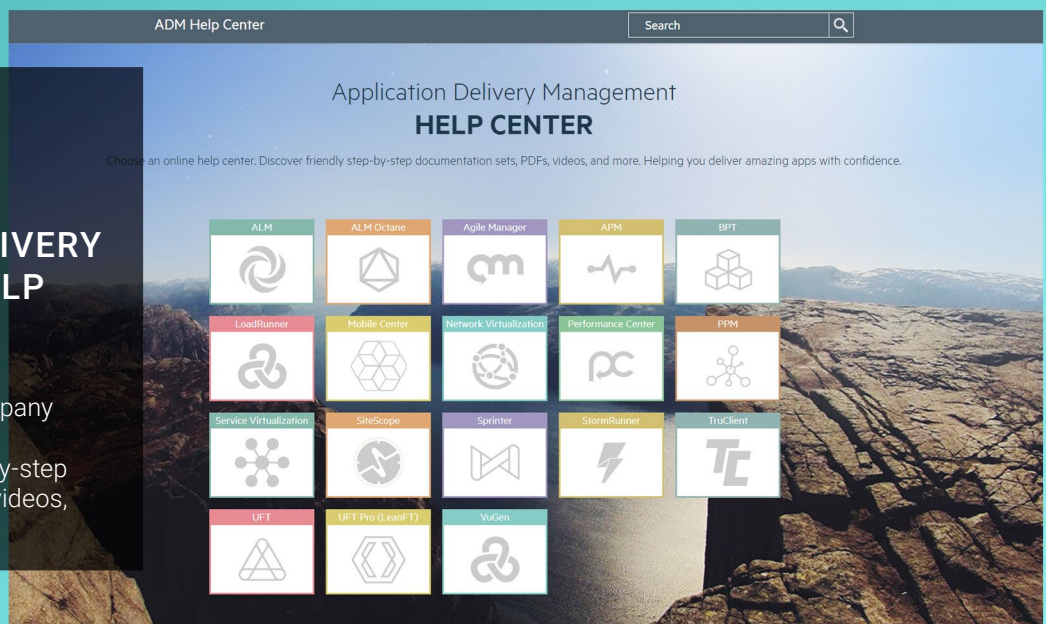 ADM Help Center
Search
Application Delivery Management
HELP CENTER
Choose an online help center. Discover friendly step-by-step documentation sets, PDFs, videos, and more. Helping you deliver amazing apps with confidence.
IVERY
LP
pany
y-step
videos,
ALM
ALM Octane
Agile Manager
APM
BPT
LoadRunner
Mobile Center
Network Virtualization
Performance Center
PPM
Service Virtualization
SiteScope
Sprinter
StormRunner
TruClient
UFT
UFT Pro (LeanFT)
VuGen